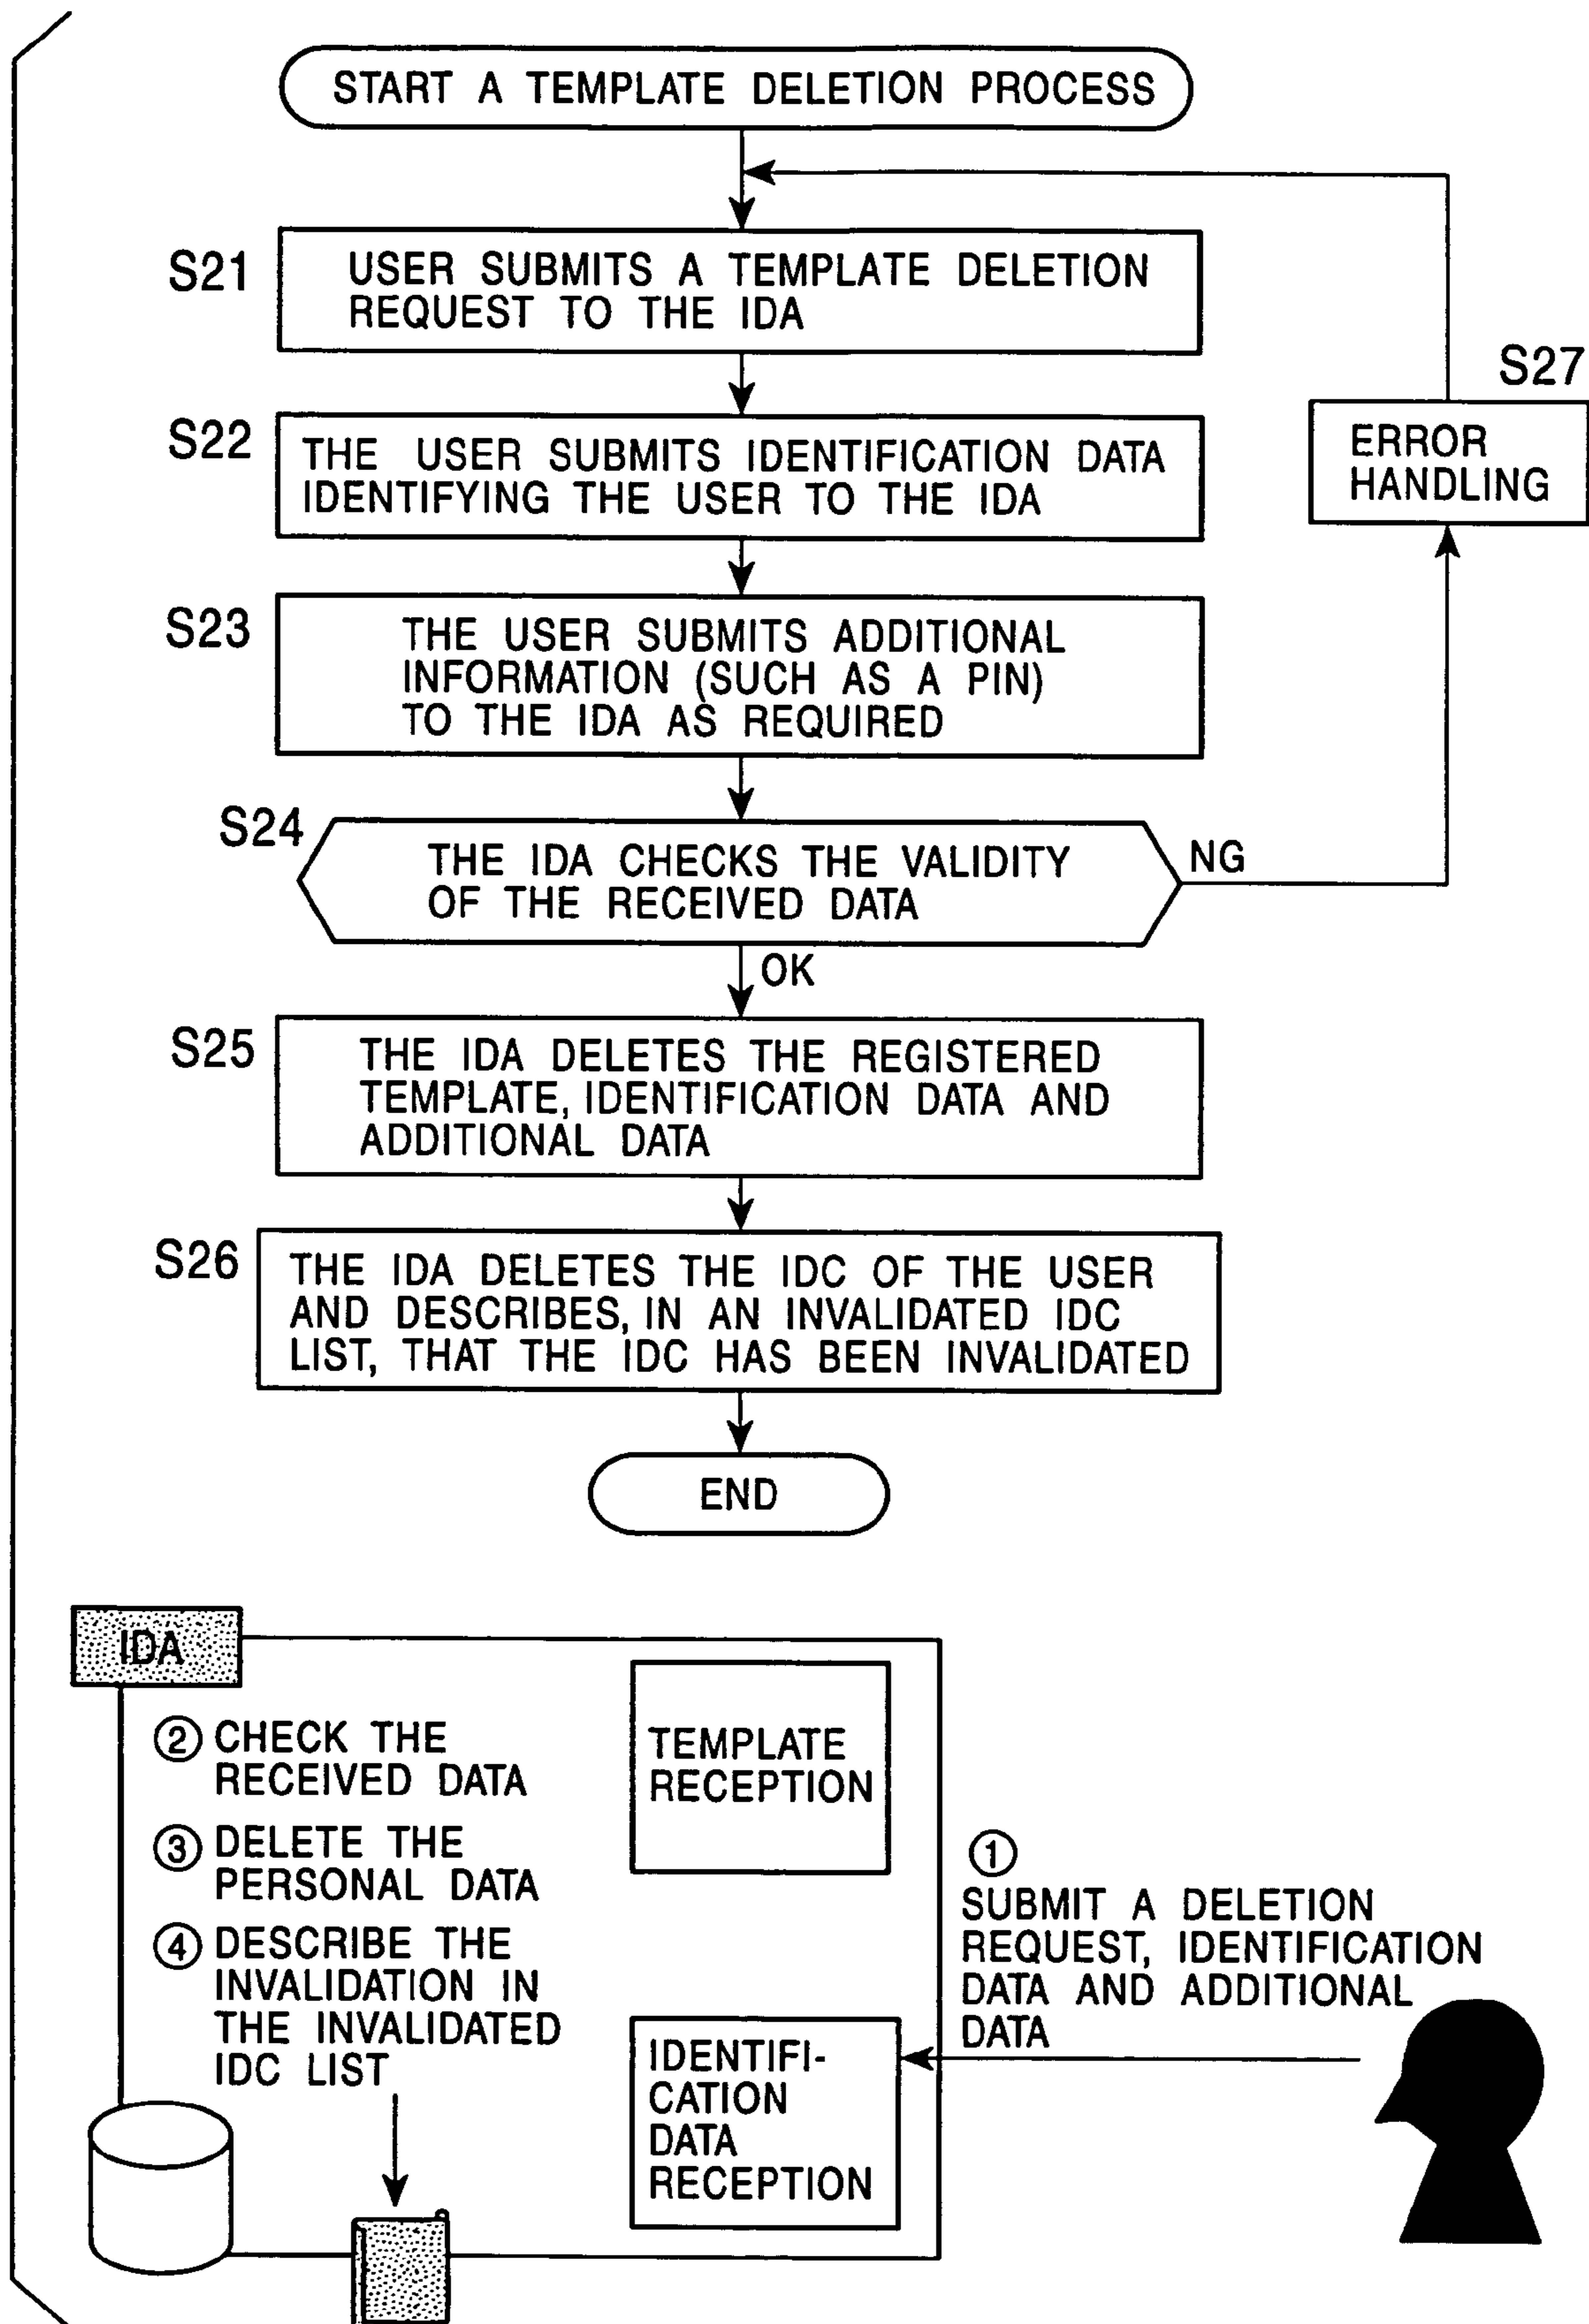 START A TEMPLATE DELETION PROCESS
S21
USER SUBMITS A TEMPLATE DELETION
REQUEST TO THE IDA
S27
ERROR
HANDLING
S22
THE USER SUBMITS IDENTIFICATION DATA
IDENTIFYING THE USER TO THE IDA
S23
THE USER SUBMITS ADDITIONAL
INFORMATION (SUCH AS A PIN)
TO THE IDA AS REQUIRED
S24
THE IDA CHECKS THE VALIDITY
OF THE RECEIVED DATA
NG
OK
S25
THE IDA DELETES THE REGISTERED
TEMPLATE, IDENTIFICATION DATA AND
ADDITIONAL DATA
S26
THE IDA DELETES THE IDC OF THE USER
AND DESCRIBES, IN AN INVALIDATED IDC
LIST, THAT THE IDC HAS BEEN INVALIDATED
END
IDA
② CHECK THE
RECEIVED DATA
③ DELETE THE
PERSONAL DATA
④ DESCRIBE THE
INVALIDATION IN
THE INVALIDATED
IDC LIST
TEMPLATE
RECEPTION
①
SUBMIT A DELETION
REQUEST, IDENTIFICATION
DATA AND ADDITIONAL
DATA
IDENTIFI-
CATION
DATA
RECEPTION